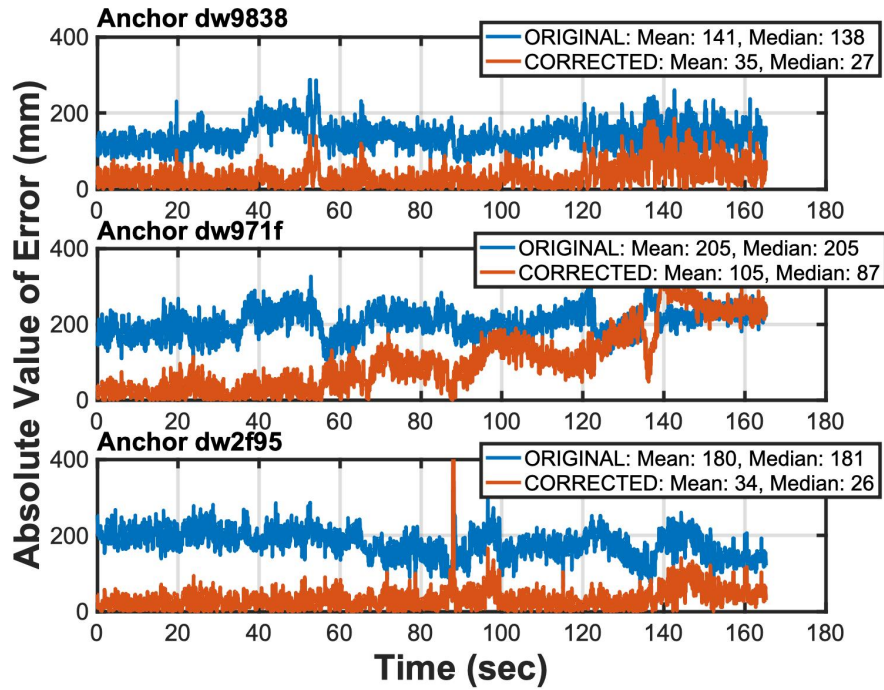 Anchor dw9838
400
200
0
ORIGINAL: Mean: 141, Median: 138
CORRECTED: Mean: 35, Median: 27
0 20 40 60 80 100 120 140 160 180
Anchor dw971f
400
200
0
ORIGINAL: Mean: 205, Median: 205
CORRECTED: Mean: 105, Median: 87
0 20 40 60 80 100 120 140 160 180
Anchor dw2f95
400
200
0
ORIGINAL: Mean: 180, Median: 181
CORRECTED: Mean: 34, Median: 26
0 20 40 60 80 100 120 140 160 180
Absolute Value of Error (mm)
Time (sec)